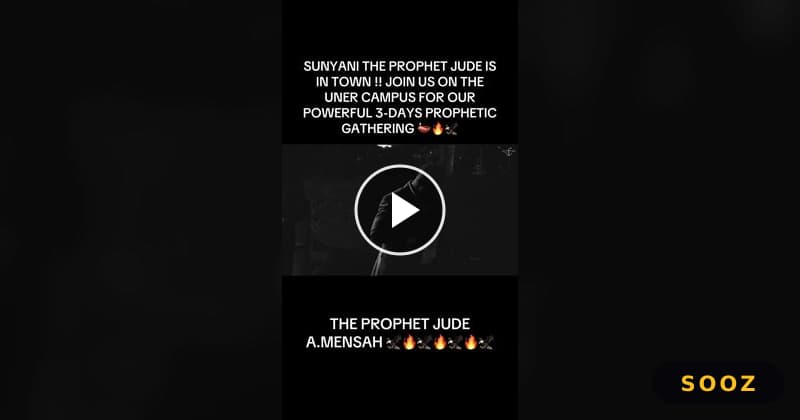 SUNYANI THE PROPHET JUDE IS
IN TOWN !! JOIN US ON THE
UNER CAMPUS FOR OUR
POWERFUL 3-DAYS PROPHETIC
GATHERING 🩸🔥🦅
THE PROPHET JUDE
A.MENSAH 🦅🔥🦅🔥🦅🔥🦅
SOOZ